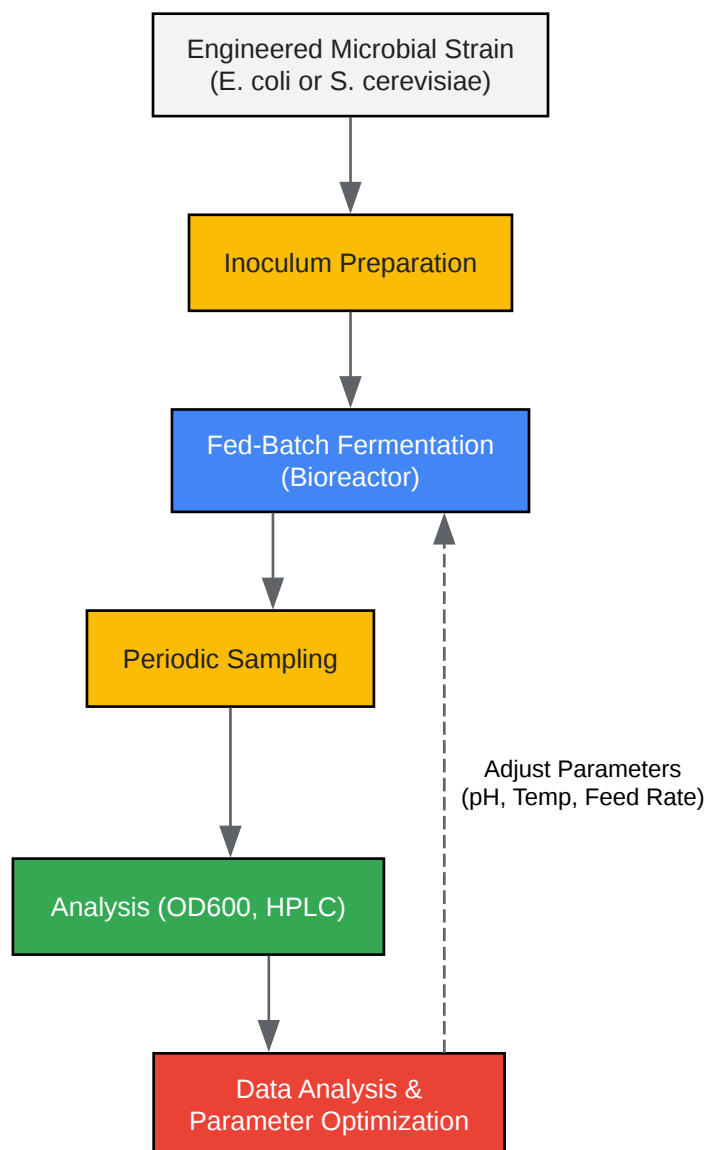 Engineered Microbial Strain
(E. coli or S. cerevisiae)
Inoculum Preparation
Fed-Batch Fermentation
(Bioreactor)
Periodic Sampling
Adjust Parameters
(pH, Temp, Feed Rate)
Analysis (OD600, HPLC)
Data Analysis &
Parameter Optimization